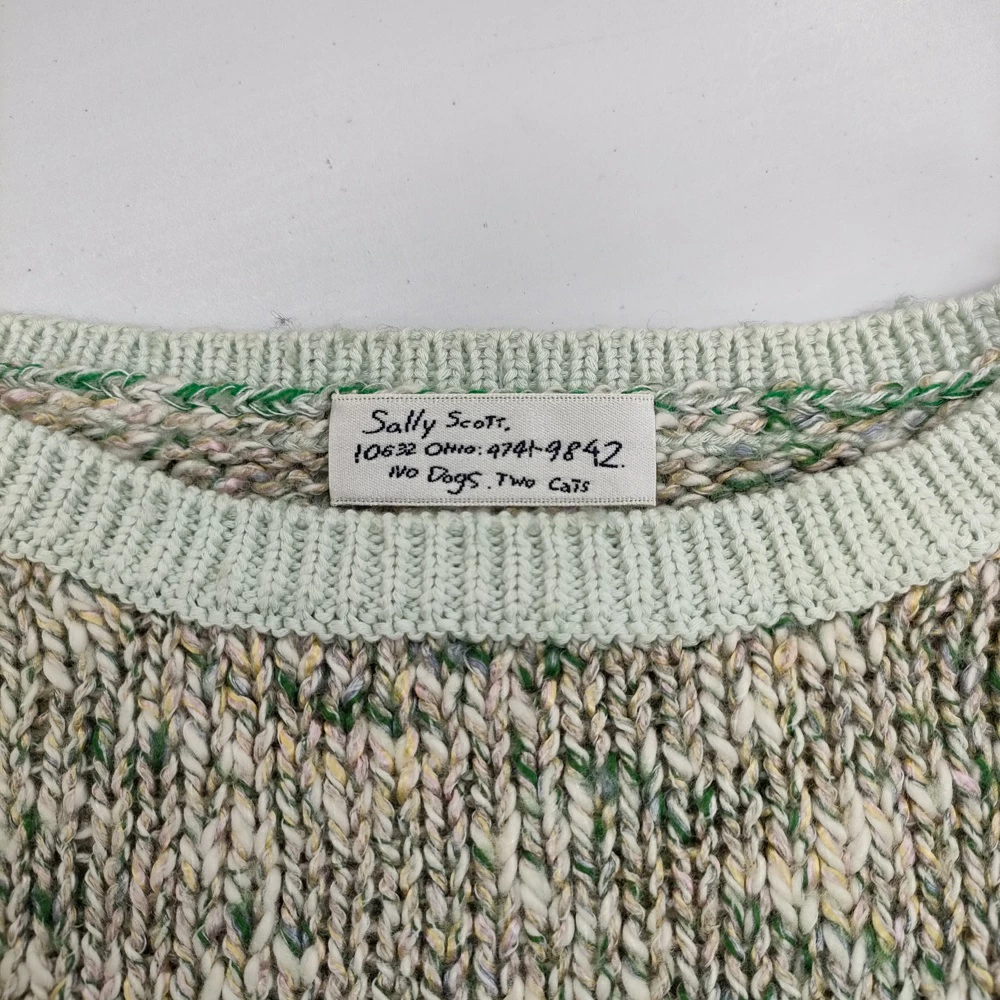 Sally Scott.
10632 Ohio: 4741-9842.
No Dogs. Two Cats